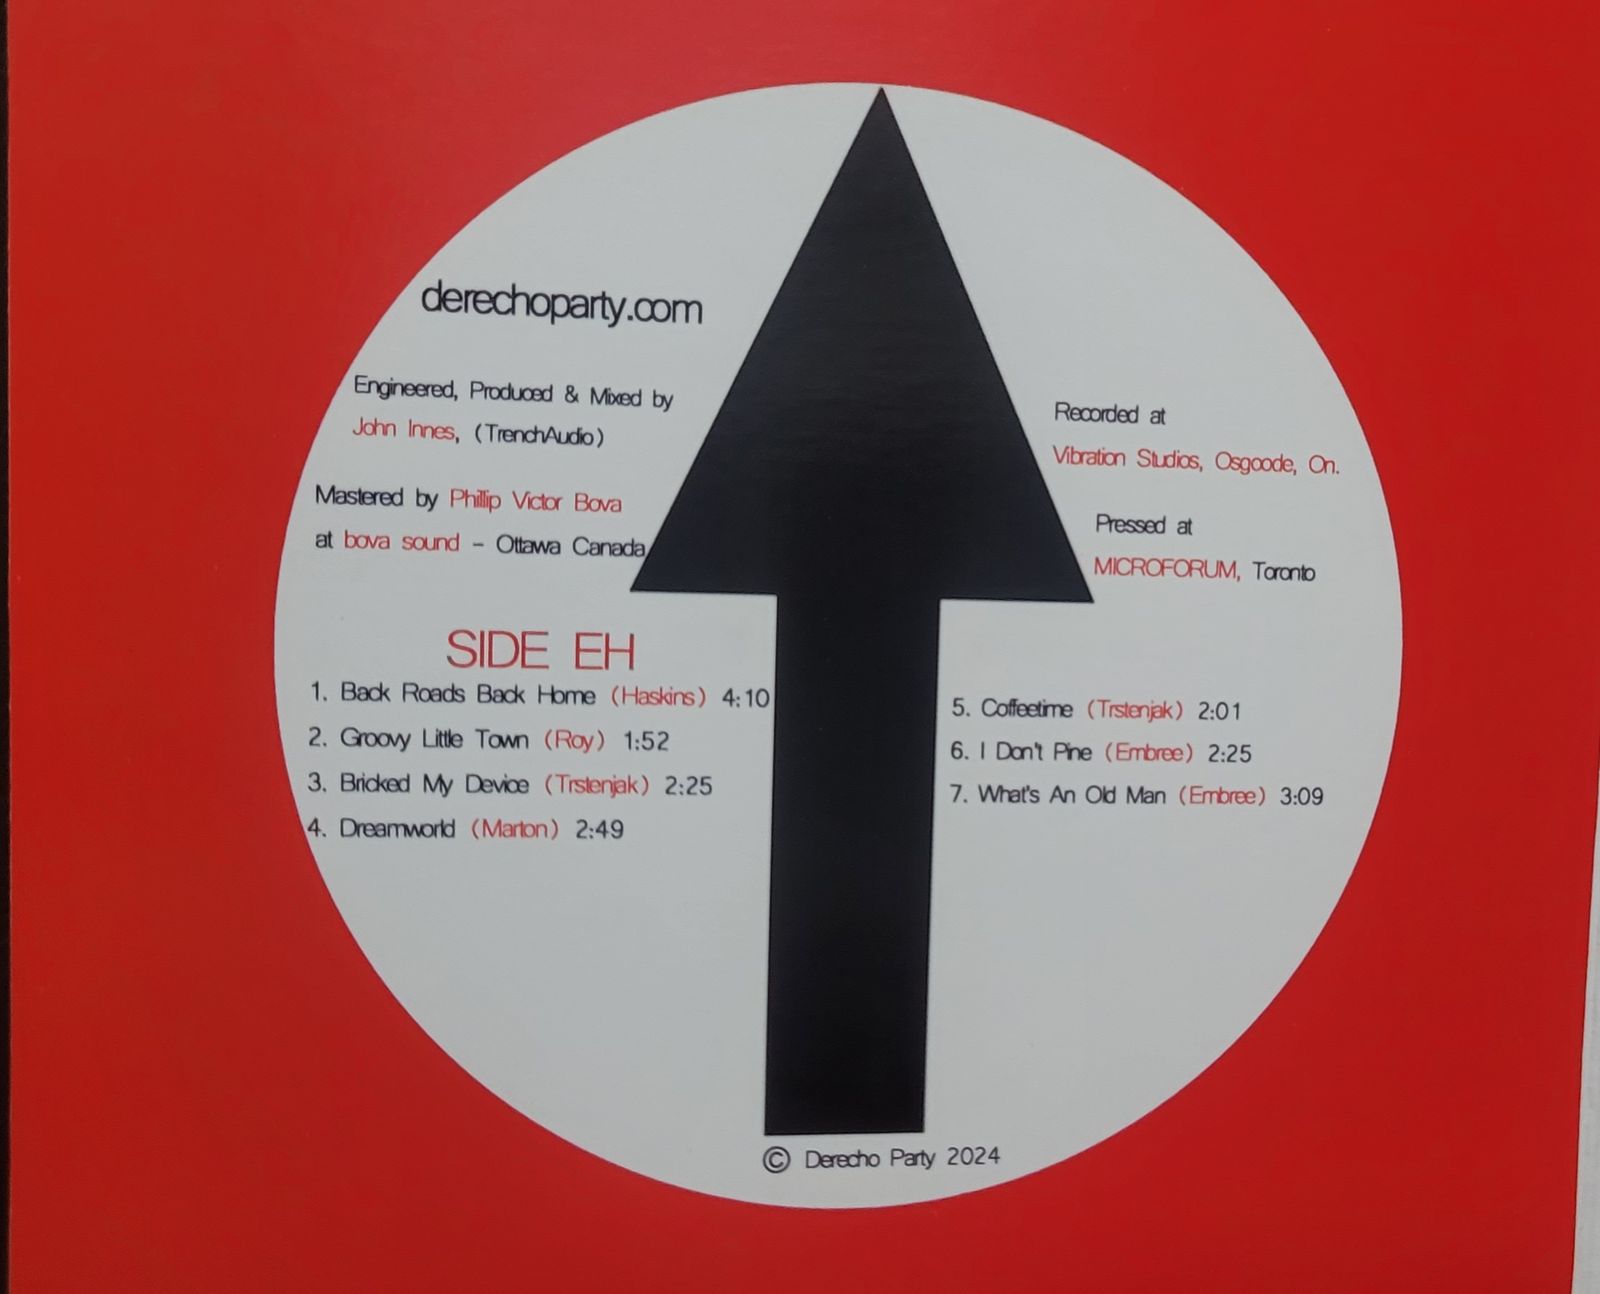 derechoparty.com
Engineered, Produced & Mixed by
John Innes, (TrenchAudio)
Mastered by Phillip Victor Bova
at bova sound - Ottawa Canada
Recorded at
Vibration Studios, Osgoode, On.
Pressed at
MICROFORUM, Toronto
SIDE EH
1. Back Roads Back Home (Haskins) 4:10
2. Groovy Little Town (Roy) 1:52
3. Bricked My Device (Trstenjak) 2:25
4. Dreamworld (Marton) 2:49
5. Coffeetime (Trstenjak) 2:01
6. I Don't Pine (Embree) 2:25
7. What's An Old Man (Embree) 3:09
© Derecho Party 2024